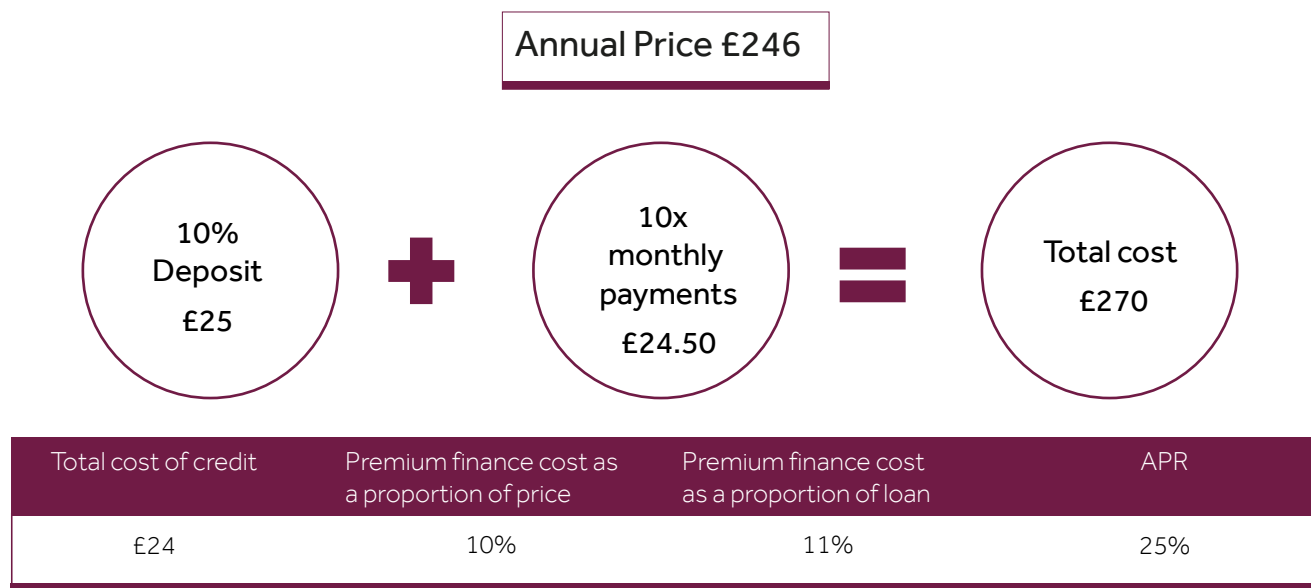 Annual Price £246
10%
Deposit
£25
10x
monthly
payments
£24.50
Total cost
£270
Total cost of credit
Premium finance cost as
a proportion of price
Premium finance cost
as a proportion of loan
APR
£24
10%
11%
25%